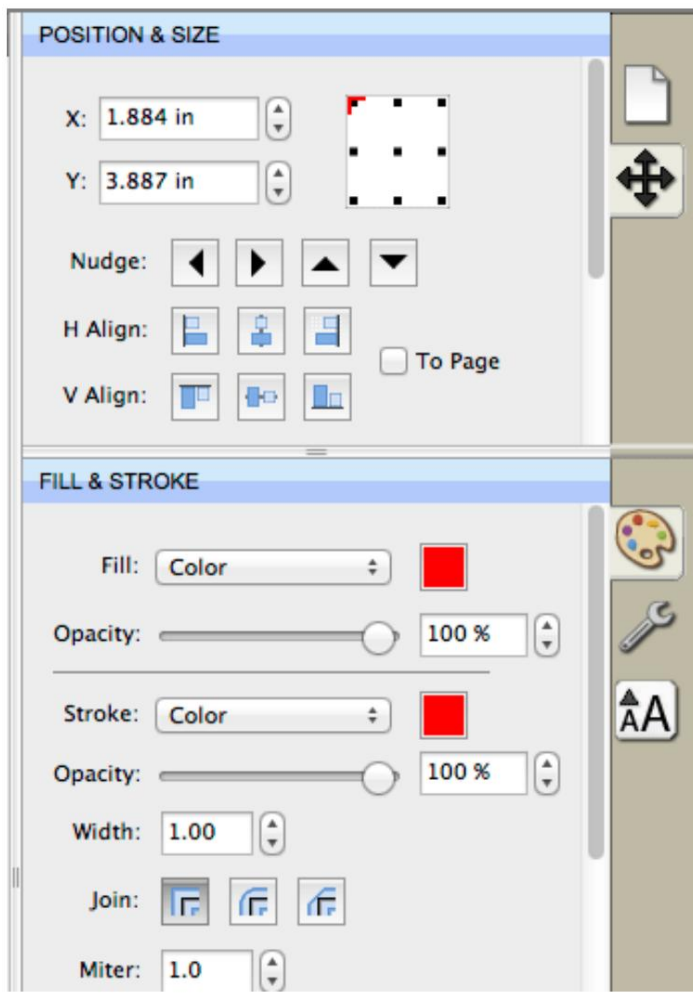 POSITION & SIZE
X: 1.884 in
Y: 3.887 in
Nudge:
H Align:
To Page
V Align:
FILL & STROKE
Fill: Color
Opacity: 100 %
Stroke: Color
Opacity: 100 %
Width: 1.00
Join:
Miter: 1.0
AA